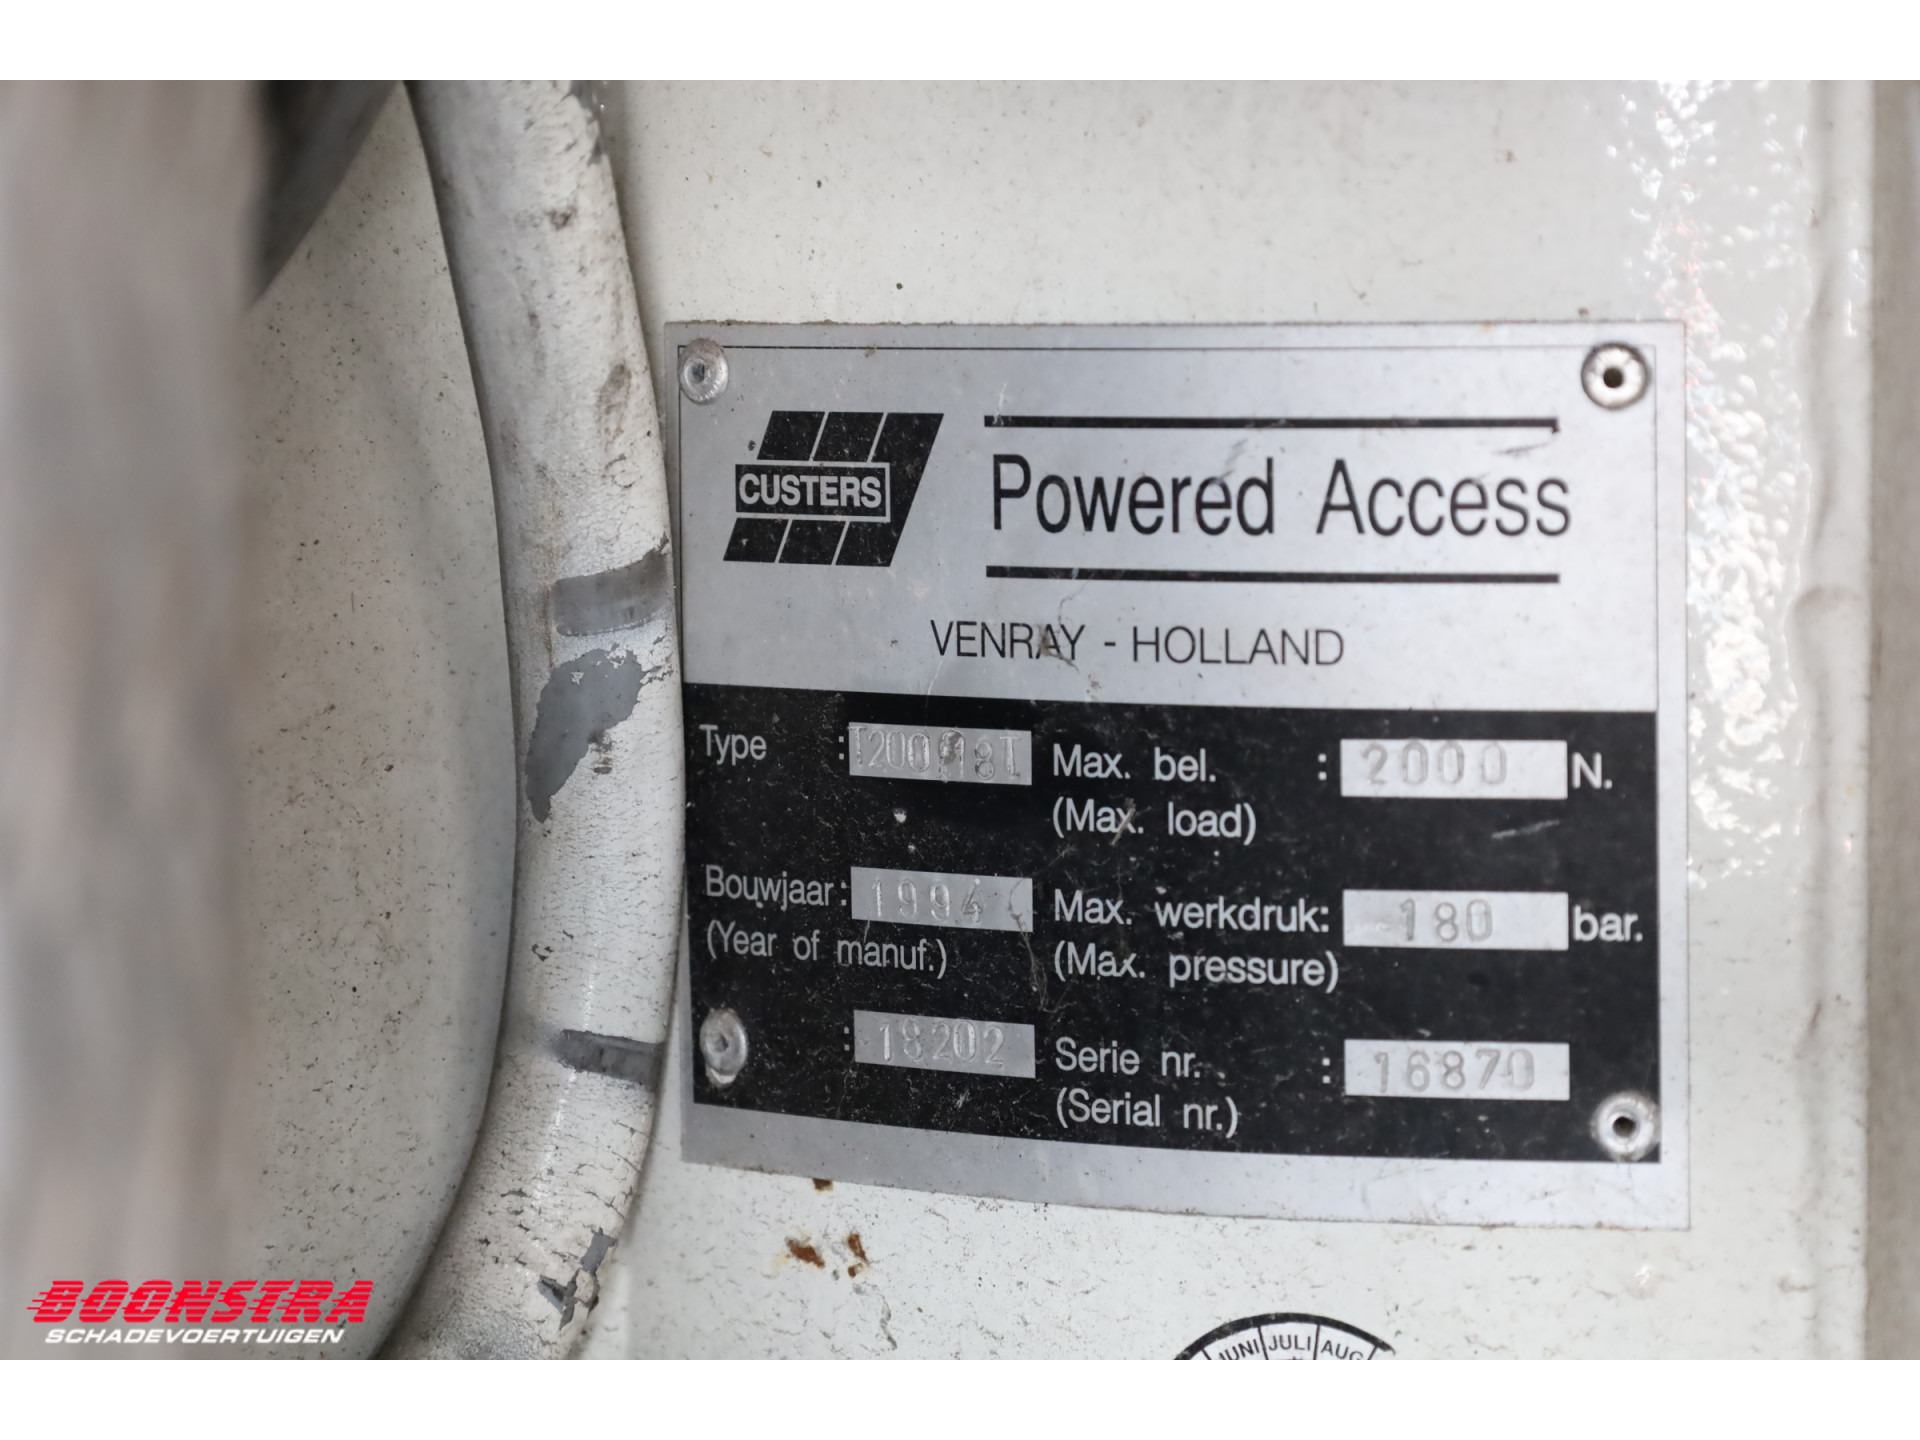 CUSTERS
Powered Access
VENRAY - HOLLAND
Type : Max. bel. : 2000 N.
(Max. load)
Bouwjaar: 1994 Max. werkdruk: 180 bar.
(Year of manuf.) (Max. pressure)
: 18202 Serie nr. : 16870
(Serial nr.)
JUNI JULI AUG
BOONSTRA
SCHADEVOERTUIGEN